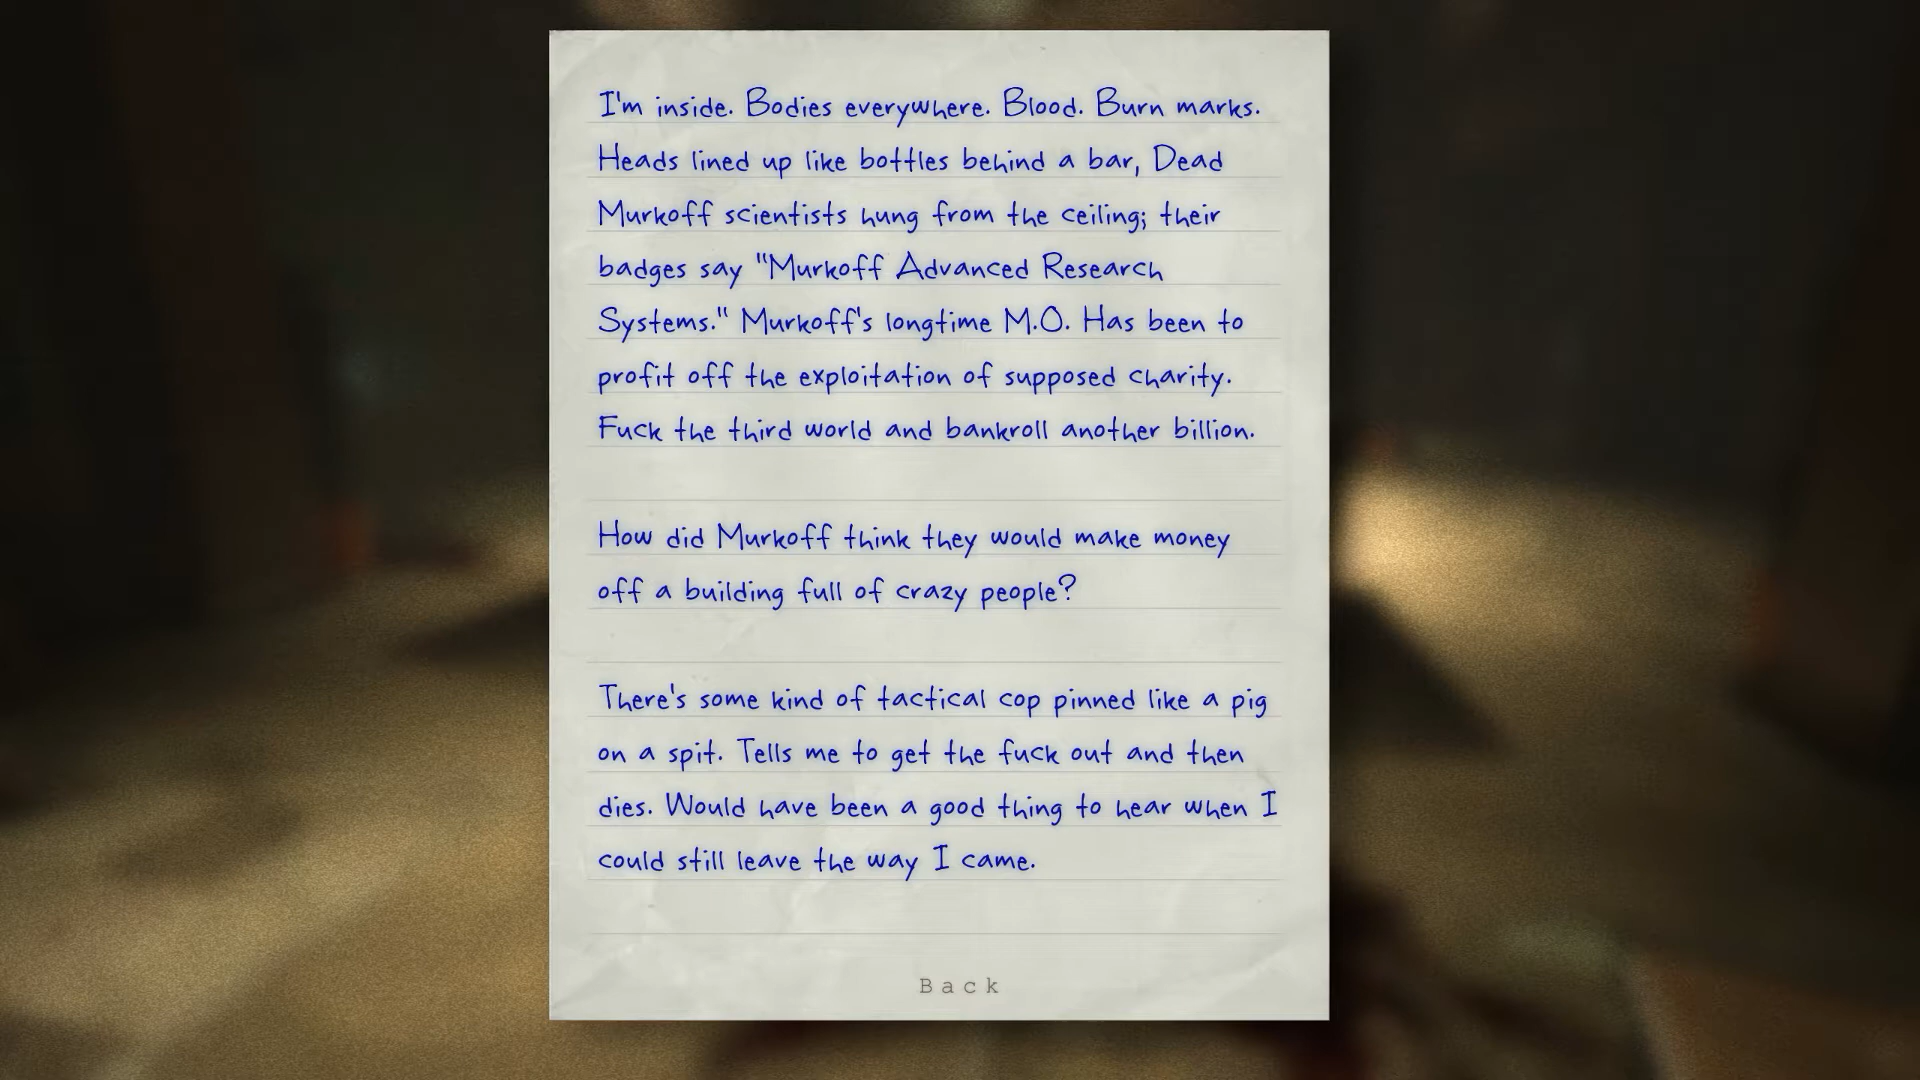 I'm inside. Bodies everywhere. Blood. Burn marks.
Heads lined up like bottles behind a bar, Dead
Murkoff scientists hung from the ceiling; their
badges say "Murkoff Advanced Research
Systems." Murkoff's longtime M.O. Has been to
profit off the exploitation of supposed charity.
Fuck the third world and bankroll another billion.
How did Murkoff think they would make money
off a building full of crazy people?
There's some kind of tactical cop pinned like a pig
on a spit. Tells me to get the fuck out and then
dies. Would have been a good thing to hear when I
could still leave the way I came.
Back